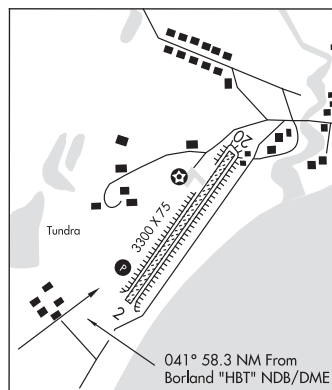 20
3300 X 75
Tundra
P
2
041° 58.3 NM From
Borland "HBT" NDB/DME